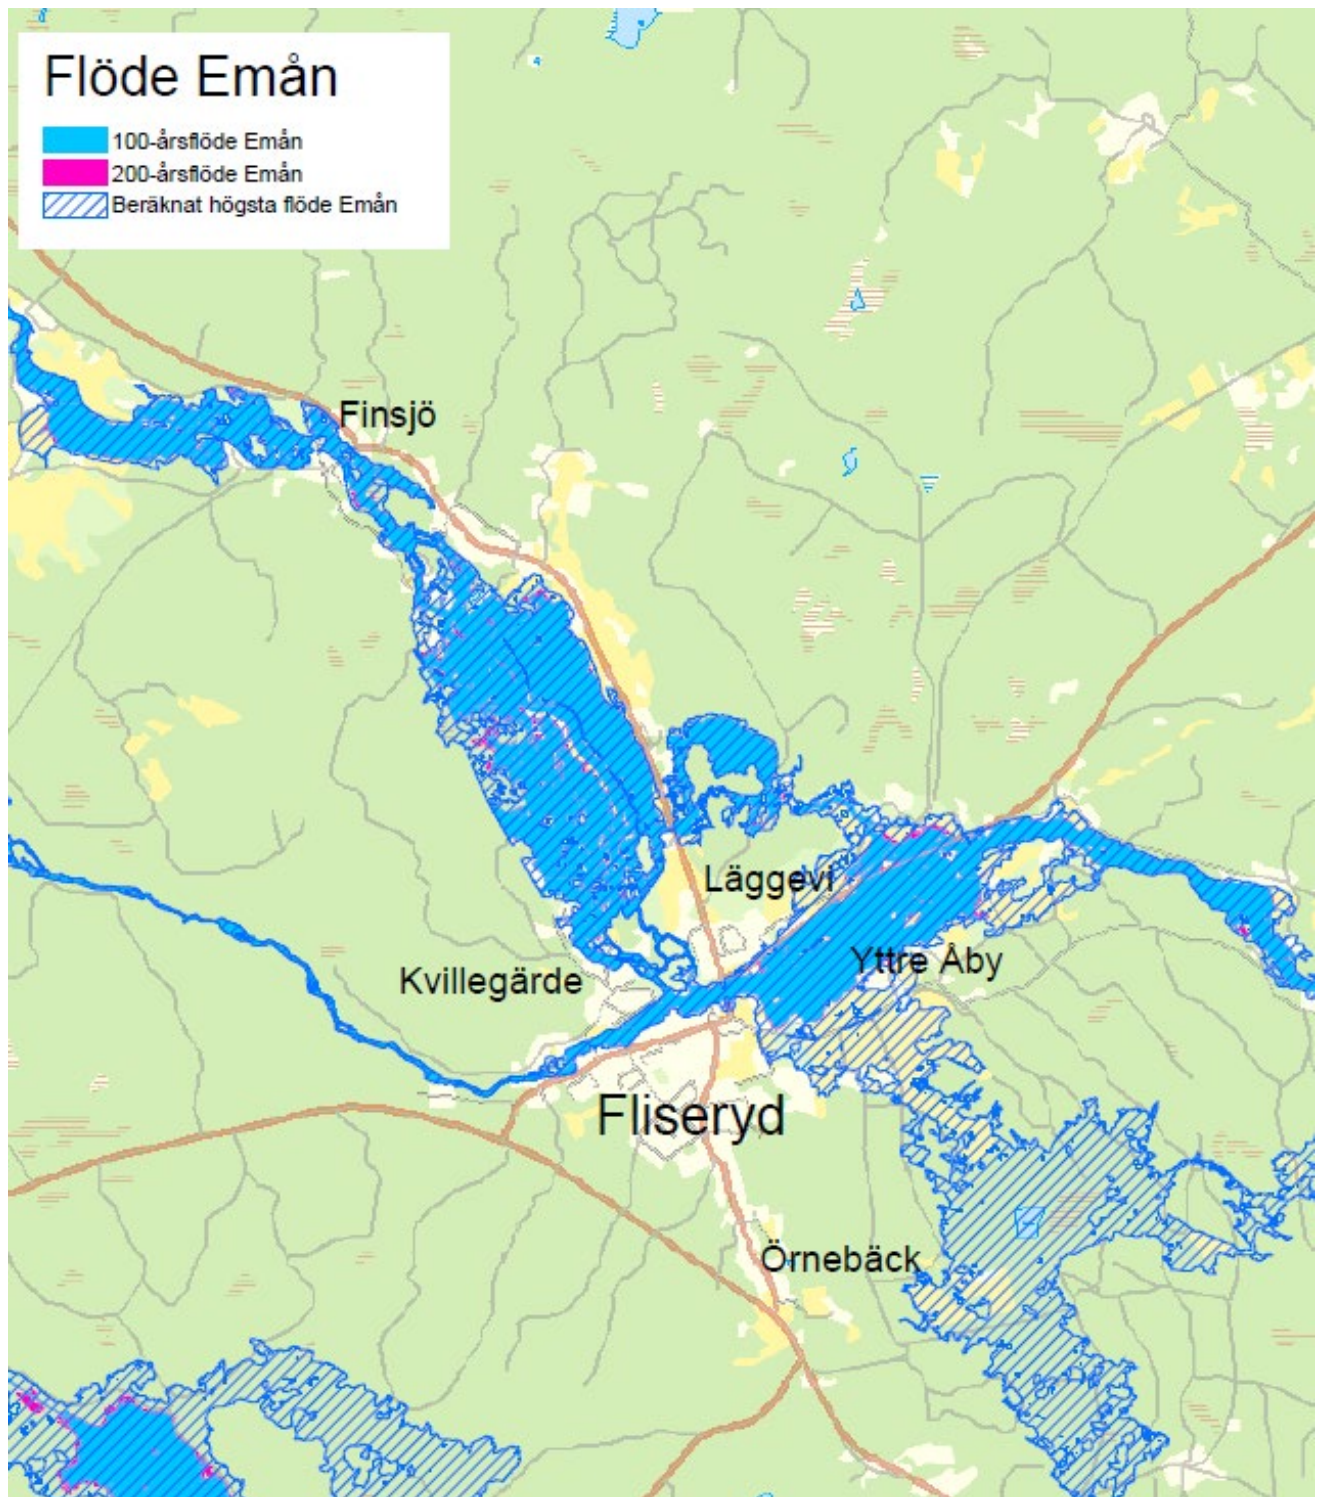 Flöde Emån
100-årsflöde Emån
200-årsflöde Emån
Beräknat högsta flöde Emån
Finsjö
Läggevi
Yttre Åby
Kvillegärde
Fliseryd
Örnebäck